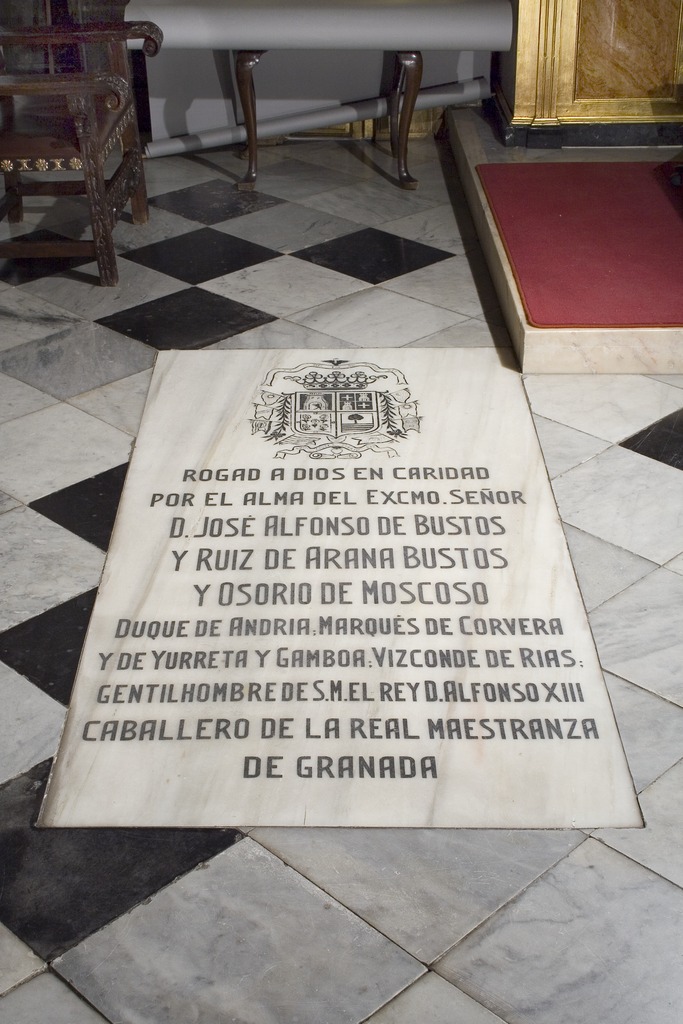 ROGAD A DIOS EN CARIDAD
POR EL ALMA DEL EXCMO. SEÑOR
D. JOSÉ ALFONSO DE BUSTOS
Y RUIZ DE ARANA BUSTOS
Y OSORIO DE MOSCOSO
DUQUE DE ANDRIA; MARQUÉS DE CORVERA
Y DE YURRETA Y GAMBOA; VIZCONDE DE RIAS;
GENTILHOMBRE DE S.M. EL REY D. ALFONSO XIII
CABALLERO DE LA REAL MAESTRANZA
DE GRANADA